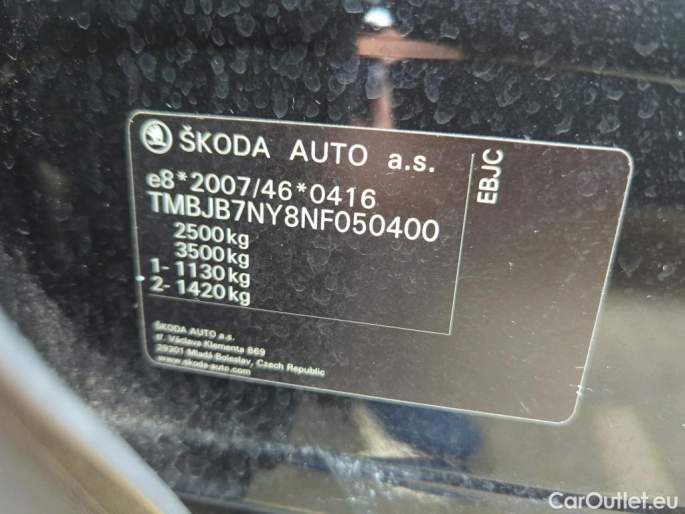 ŠKODA AUTO a.s.
e8*2007/46*0416
TMBJB7NY8NF050400
2500kg
3500kg
1- 1130kg
2- 1420kg
EBJC
ŠKODA AUTO a.s.
tř. Václava Klementa 869
29301 Mladá Boleslav, Czech Republic
www.skoda-auto.com
CarOutlet.eu